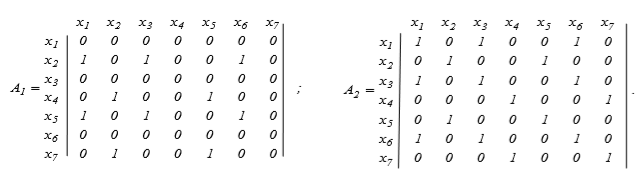 x1 x2 x3 x4 x5 x6 x7 x1 x2 x3 x4 x5 x6 x7
x1 0 0 0 0 0 0 0 x1 1 0 1 0 0 1 0
x2 1 0 1 0 0 1 0 x2 0 1 0 0 1 0 0
x3 0 0 0 0 0 0 0 x3 1 0 1 0 0 1 0
A1 = x4 0 1 0 0 1 0 0 ; A2 = x4 0 0 0 1 0 0 1 .
x5 1 0 1 0 0 1 0 x5 0 1 0 0 1 0 0
x6 0 0 0 0 0 0 0 x6 1 0 1 0 0 1 0
x7 0 1 0 0 1 0 0 x7 0 0 0 1 0 0 1